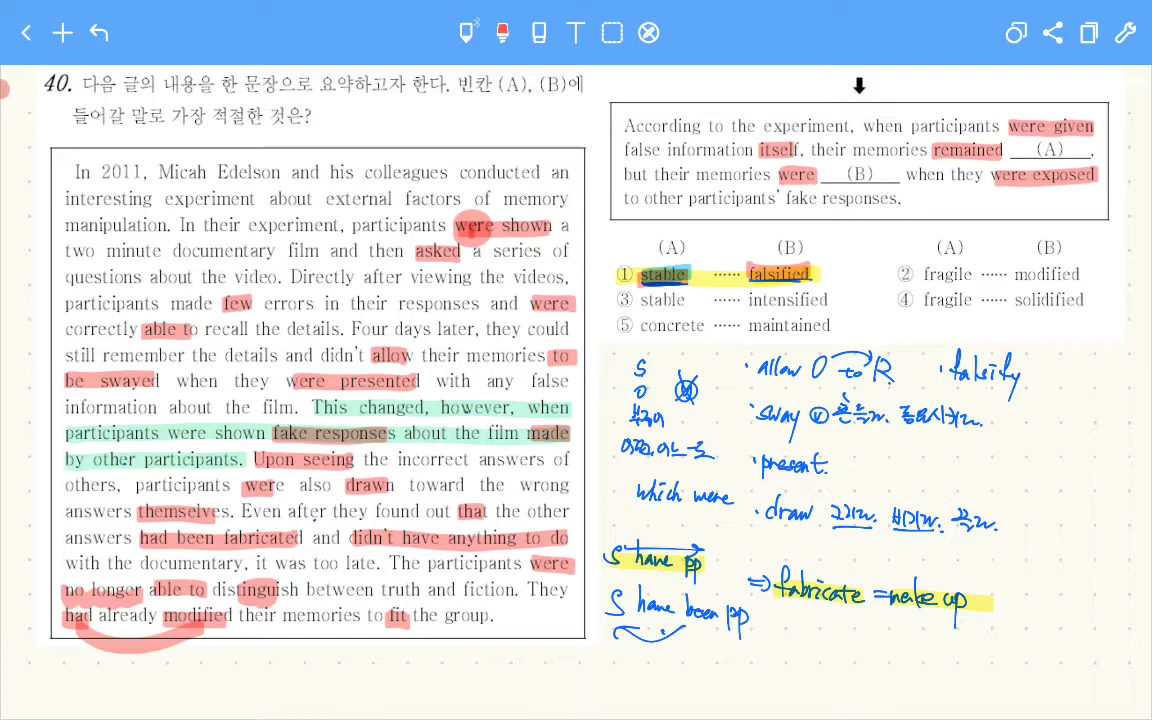 40. 다음 글의 내용을 한 문장으로 요약하고자 한다. 빈칸 (A), (B)에
들어갈 말로 가장 적절한 것은?
In 2011, Micah Edelson and his colleagues conducted an
interesting experiment about external factors of memory
manipulation. In their experiment, participants were shown a
two minute documentary film and then asked a series of
questions about the video. Directly after viewing the videos,
participants made few errors in their responses and were
correctly able to recall the details. Four days later, they could
still remember the details and didn't allow their memories to
be swayed when they were presented with any false
information about the film. This changed, however, when
participants were shown fake responses about the film made
by other participants. Upon seeing the incorrect answers of
others, participants were also drawn toward the wrong
answers themselves. Even after they found out that the other
answers had been fabricated and didn't have anything to do
with the documentary, it was too late. The participants were
no longer able to distinguish between truth and fiction. They
had already modified their memories to fit the group.
According to the experiment, when participants were given
false information itself, their memories remained (A) ,
but their memories were (B) when they were exposed
to other participants' fake responses.
(A) (B) (A) (B)
① stable ⋯⋯ falsified ② fragile ⋯⋯ modified
③ stable ⋯⋯ intensified ④ fragile ⋯⋯ solidified
⑤ concrete ⋯⋯ maintained
S
O
which were
S have pp
S have been pp
· allow O to R
· sway ⓥ 흔들다.
· present.
· draw 그리다. 비기다. 끌다.
⇒ fabricate = make up
· falsify